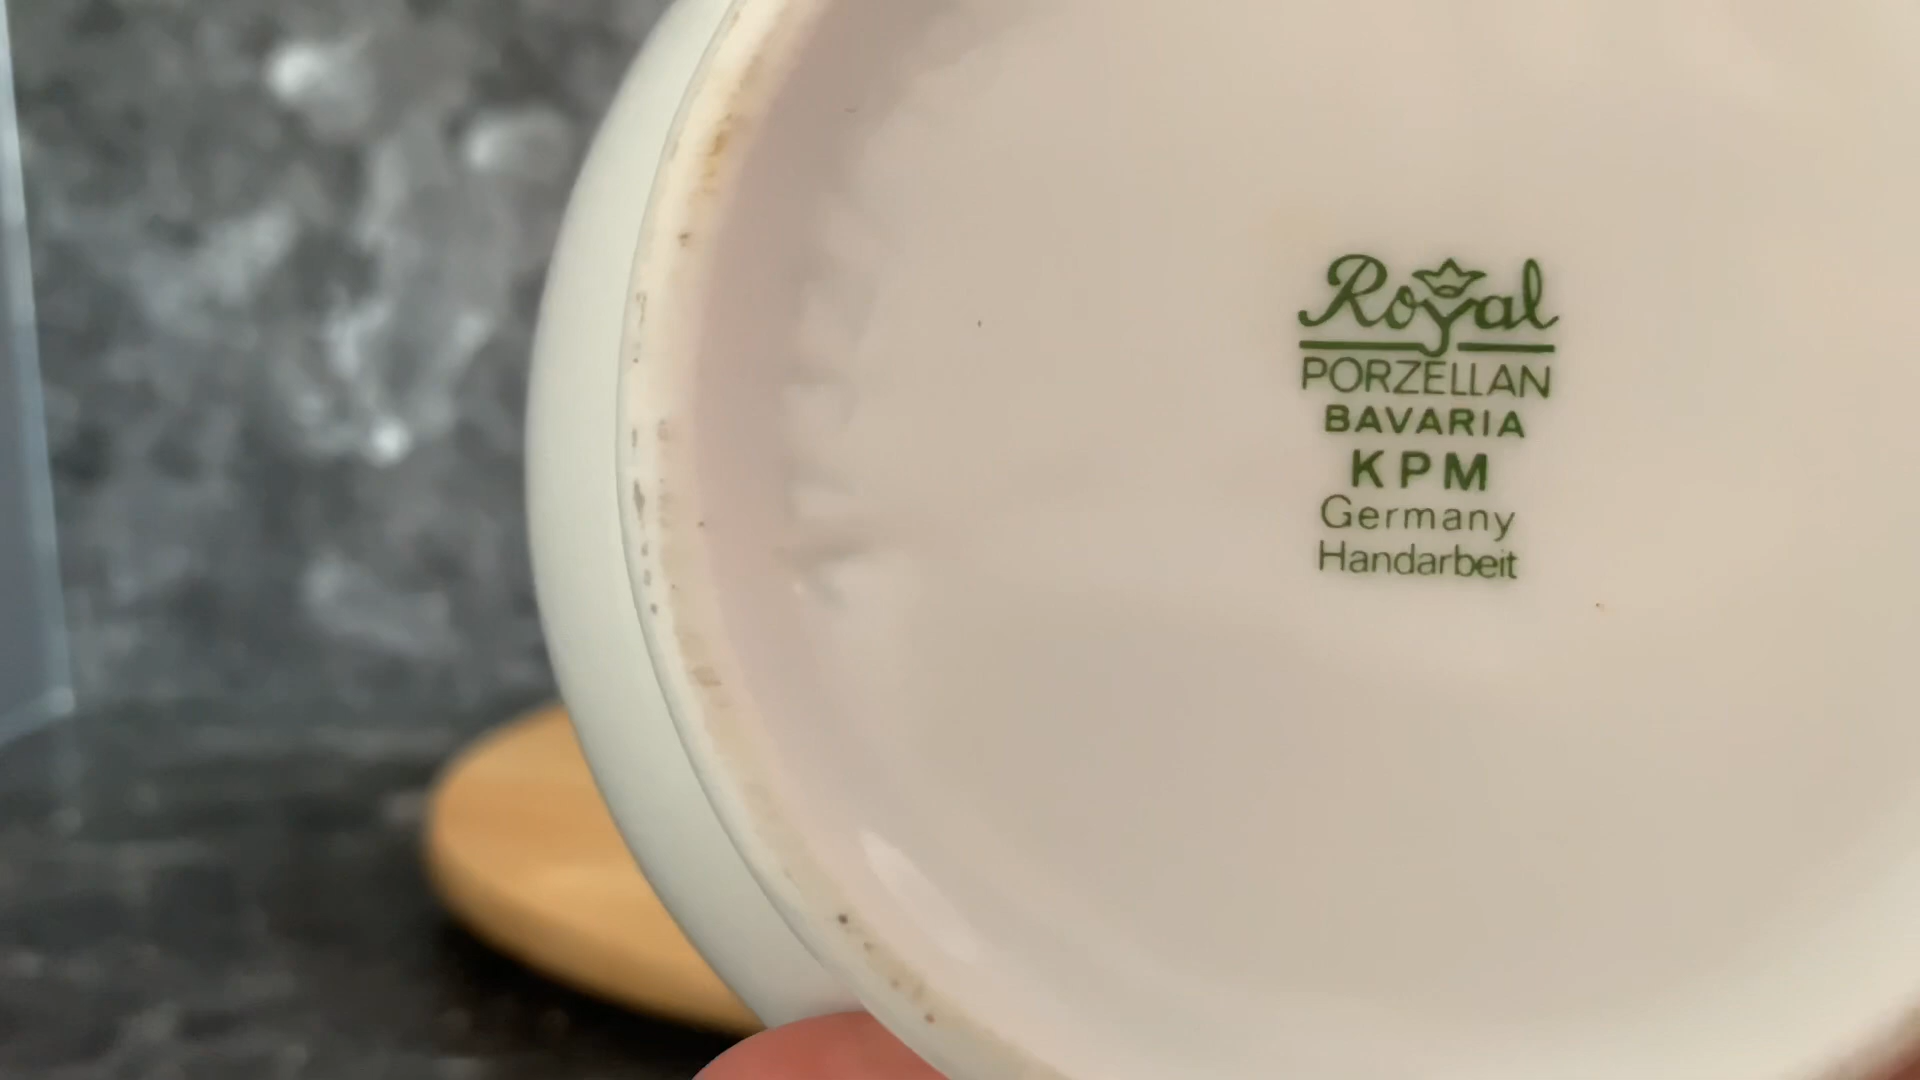 Royal
PORZELLAN
BAVARIA
KPM
Germany
Handarbeit